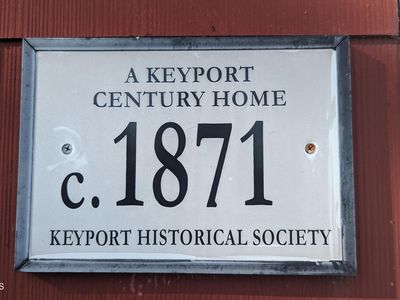 A KEYPORT
CENTURY HOME
c. 1871
KEYPORT HISTORICAL SOCIETY